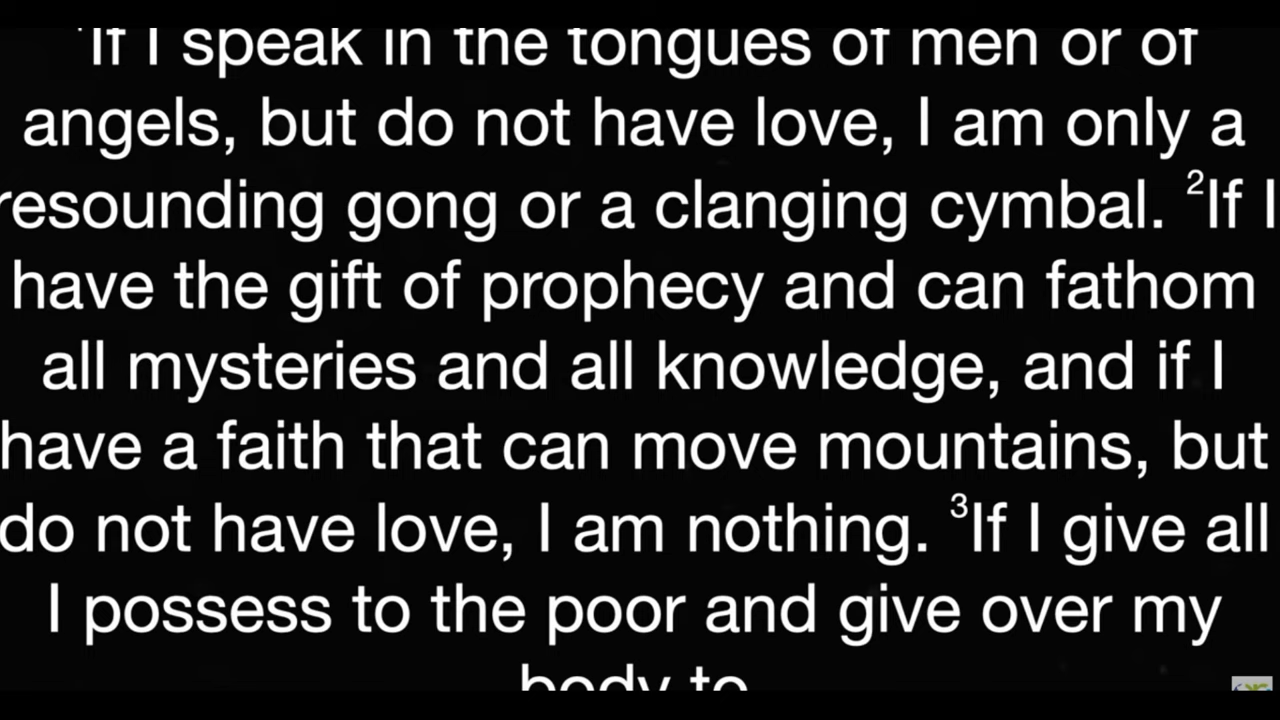 ¹If I speak in the tongues of men or of
angels, but do not have love, I am only a
resounding gong or a clanging cymbal. ²If I
have the gift of prophecy and can fathom
all mysteries and all knowledge, and if I
have a faith that can move mountains, but
do not have love, I am nothing. ³If I give all
I possess to the poor and give over my
body to